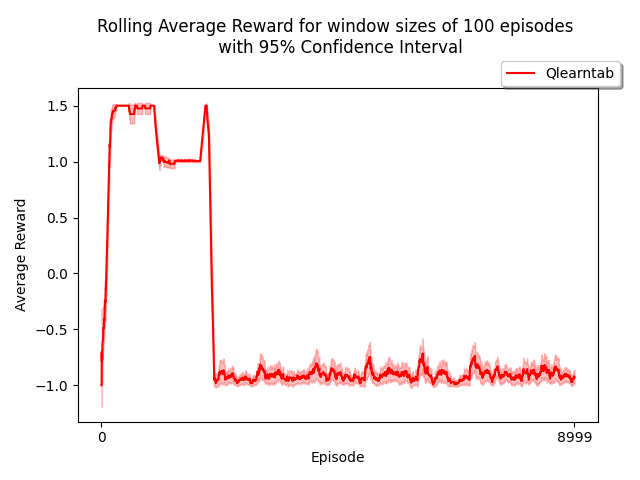 Rolling Average Reward for window sizes of 100 episodes
with 95% Confidence Interval
Qlearntab
1.5
1.0
0.5
0.0
−0.5
−1.0
Average Reward
0
8999
Episode